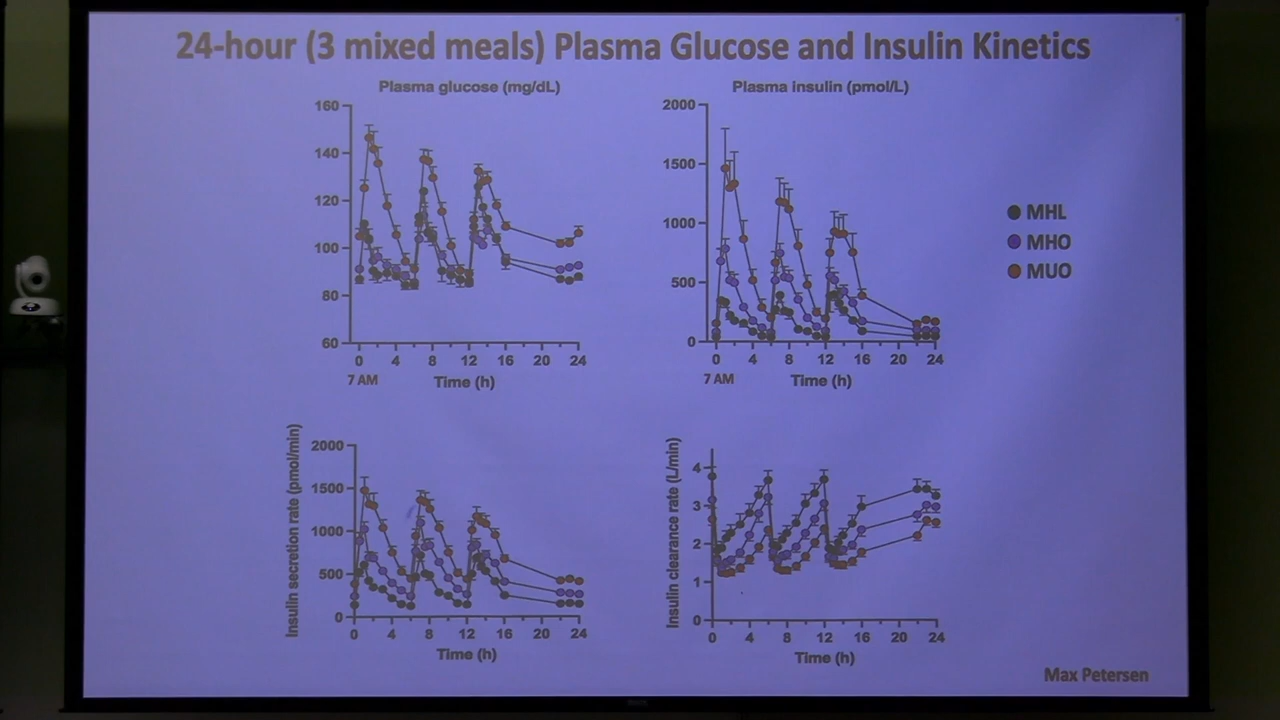 24-hour (3 mixed meals) Plasma Glucose and Insulin Kinetics
Plasma glucose (mg/dL)
160
140
120
100
80
60
0 4 8 12 16 20 24
7 AM
Time (h)
Plasma insulin (pmol/L)
2000
1500
1000
500
0
0 4 8 12 16 20 24
7 AM
Time (h)
MHL
MHO
MUO
Insulin secretion rate (pmol/min)
2000
1500
1000
500
0
0 4 8 12 16 20 24
Time (h)
Insulin clearance rate (L/min)
4
3
2
1
0
0 4 8 12 16 20 24
Time (h)
Max Petersen